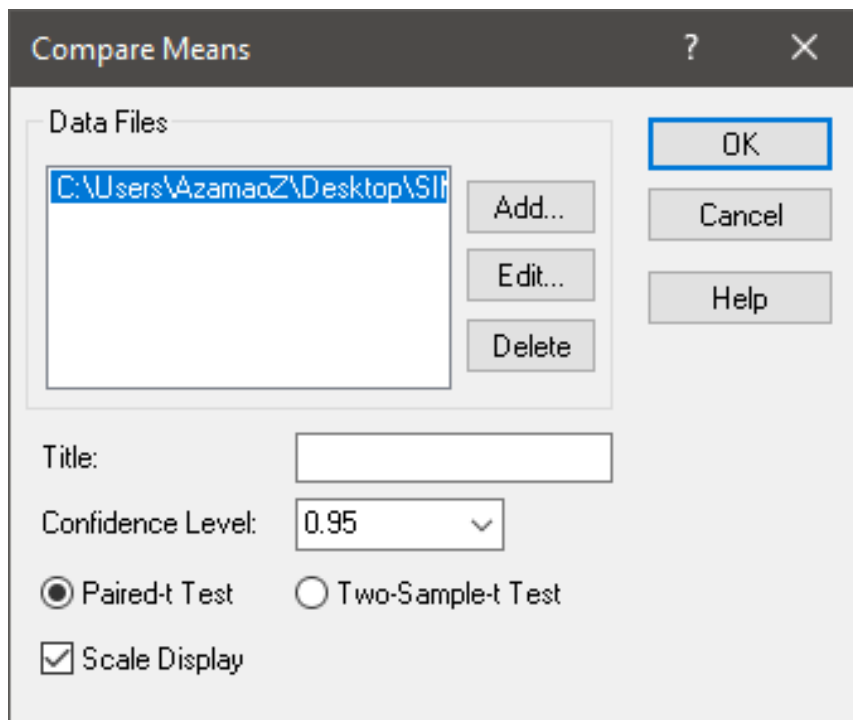 Compare Means ? ×
Data Files
C:\Users\AzamaoZ\Desktop\SI
OK
Add...
Cancel
Edit...
Help
Delete
Title:
Confidence Level: 0.95
Paired-t Test Two-Sample-t Test
Scale Display